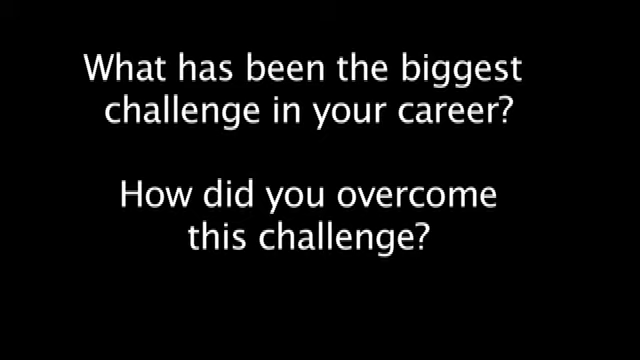 What has been the biggest
challenge in your career?
How did you overcome
this challenge?